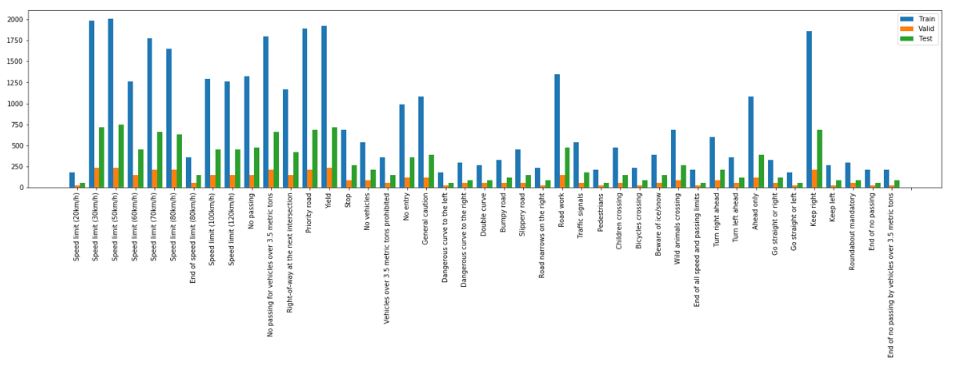 2000
1750
1500
1250
1000
750
500
250
0
Train
Valid
Test
Speed limit (20km/h)
Speed limit (30km/h)
Speed limit (50km/h)
Speed limit (60km/h)
Speed limit (70km/h)
Speed limit (80km/h)
End of speed limit (80km/h)
Speed limit (100km/h)
Speed limit (120km/h)
No passing
No passing for vehicles over 3.5 metric tons
Right-of-way at the next intersection
Priority road
Yield
Stop
No vehicles
Vehicles over 3.5 metric tons prohibited
No entry
General caution
Dangerous curve to the left
Dangerous curve to the right
Double curve
Bumpy road
Slippery road
Road narrows on the right
Road work
Traffic signals
Pedestrians
Children crossing
Bicycles crossing
Beware of ice/snow
Wild animals crossing
End of all speed and passing limits
Turn right ahead
Turn left ahead
Ahead only
Go straight or right
Go straight or left
Keep right
Keep left
Roundabout mandatory
End of no passing
End of no passing by vehicles over 3.5 metric tons